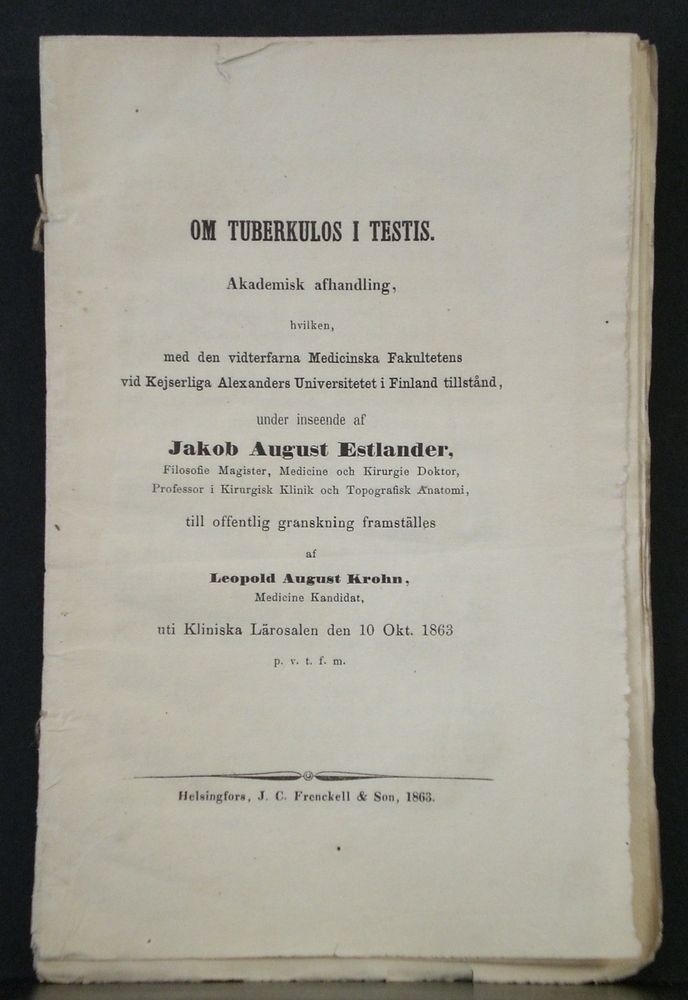 OM TUBERKULOS I TESTIS.
Akademisk afhandling,
hvilken,
med den vidterfarna Medicinska Fakultetens
vid Kejserliga Alexanders Universitetet i Finland tillstånd,
under inseende af
Jakob August Estlander,
Filosofie Magister, Medicine och Kirurgie Doktor,
Professor i Kirurgisk Klinik och Topografisk Anatomi,
till offentlig granskning framställes
af
Leopold August Krohn,
Medicine Kandidat,
uti Kliniska Lärosalen den 10 Okt. 1863
p. v. t. f. m.
Helsingfors, J. C. Frenckell & Son, 1863.